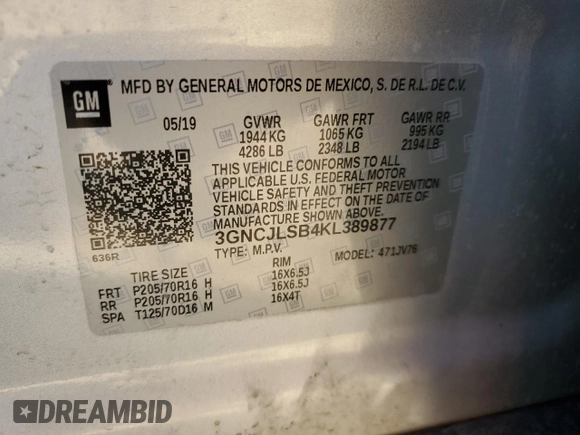 GM
MFD BY GENERAL MOTORS DE MEXICO, S. DE R.L. DE C.V.
05/19 GVWR GAWR FRT GAWR RR
1944 KG 1065 KG 995 KG
4286 LB 2348 LB 2194 LB
THIS VEHICLE CONFORMS TO ALL
APPLICABLE U.S. FEDERAL MOTOR
VEHICLE SAFETY AND THEFT PREVENTION
STANDARDS IN EFFECT ON THE DATE OF
MANUFACTURE SHOWN ABOVE.
3GNCJLSB4KL389877
636R
TYPE: M.P.V. MODEL: 471JV76
TIRE SIZE RIM
FRT P205/70R16 H 16X6.5J
RR P205/70R16 H 16X6.5J
SPA T125/70D16 M 16X4T
DREAMBID